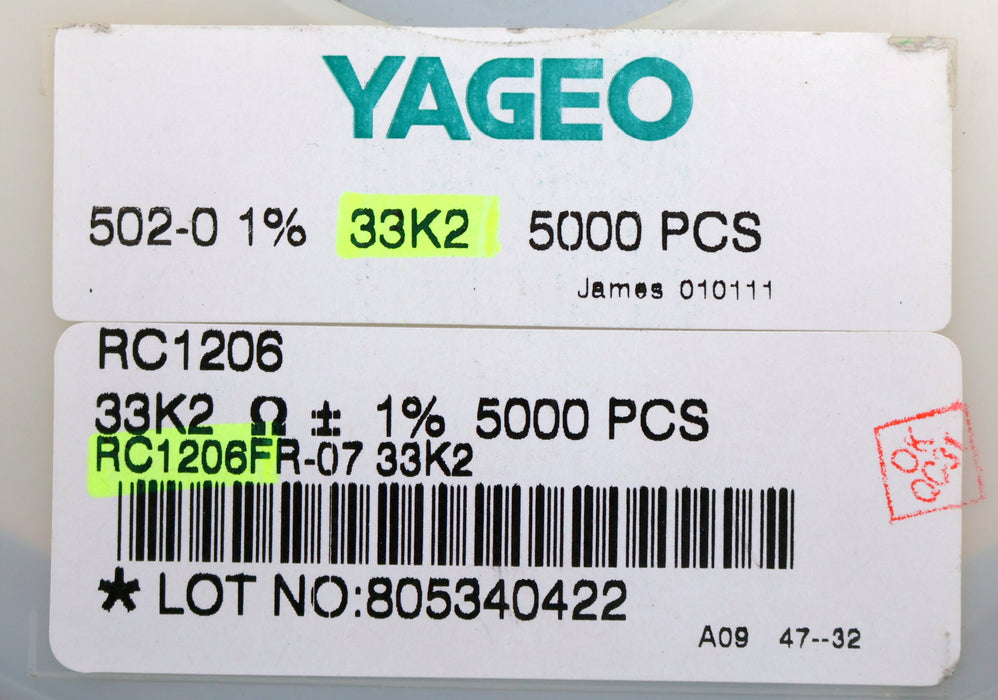 YAGEO
502-0 1% 33K2 5000 PCS
James 010111
RC1206
33K2 Ω ± 1% 5000 PCS
RC1206FR-07 33K2
* LOT NO:805340422
A09 47--32
OK